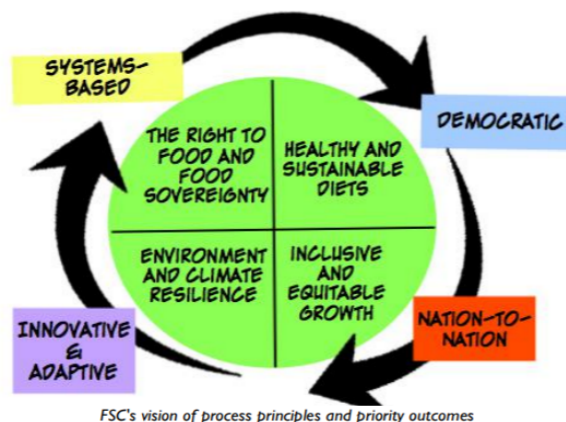 SYSTEMS-
BASED
DEMOCRATIC
THE RIGHT TO
FOOD AND
FOOD
SOVEREIGNTY
HEALTHY AND
SUSTAINABLE
DIETS
ENVIRONMENT
AND CLIMATE
RESILIENCE
INCLUSIVE
AND
EQUITABLE
GROWTH
INNOVATIVE
&
ADAPTIVE
NATION-TO-
NATION
FSC's vision of process principles and priority outcomes